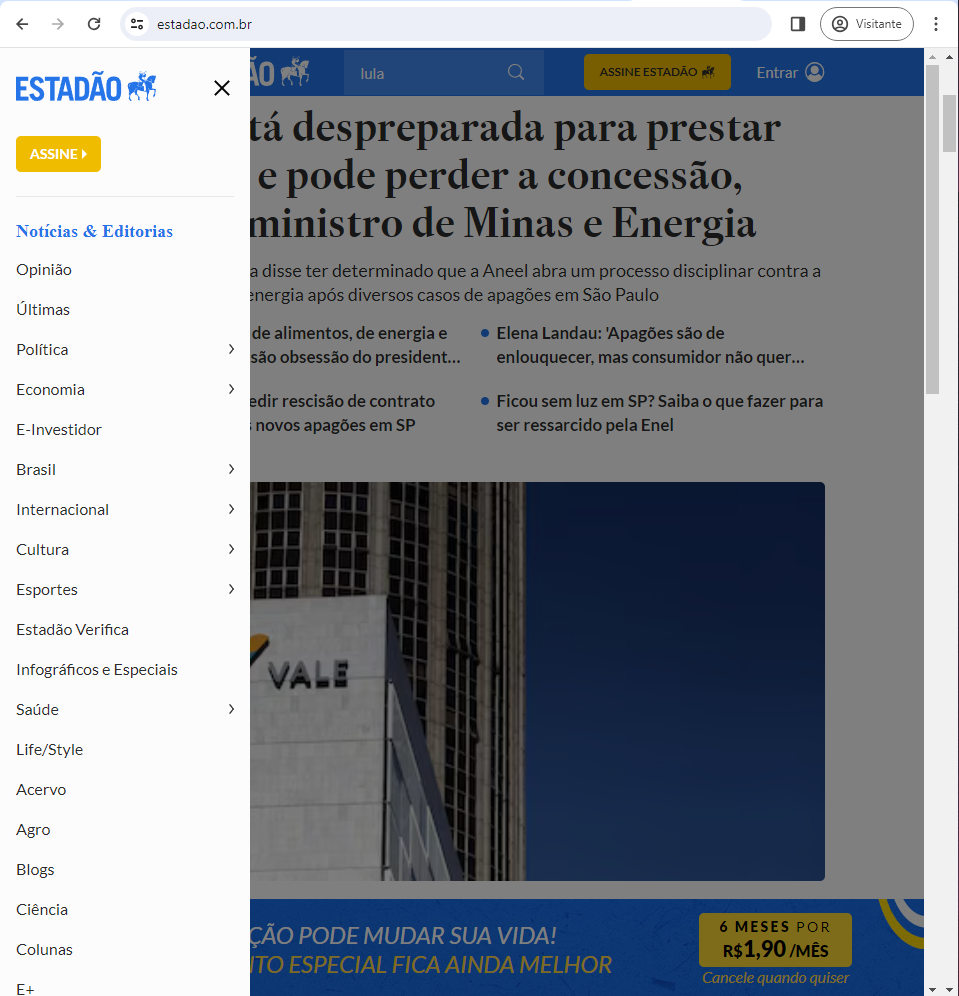 estadao.com.br
Visitante
ESTADÃO
ASSINE
Notícias & Editorias
Opinião
Últimas
Política
Economia
E-Investidor
Brasil
Internacional
Cultura
Esportes
Estadão Verifica
Infográficos e Especiais
Saúde
Life/Style
Acervo
Agro
Blogs
Ciência
Colunas
E+
ÃO
lula
ASSINE ESTADÃO
Entrar
tá despreparada para prestar
e pode perder a concessão,
ministro de Minas e Energia
a disse ter determinado que a Aneel abra um processo disciplinar contra a
energia após diversos casos de apagões em São Paulo
de alimentos, de energia e
são obsessão do president...
Elena Landau: 'Apagões são de
enlouquecer, mas consumidor não quer...
edir rescisão de contrato
s novos apagões em SP
Ficou sem luz em SP? Saiba o que fazer para
ser ressarcido pela Enel
VALE
ÇÃO PODE MUDAR SUA VIDA!
TO ESPECIAL FICA AINDA MELHOR
6 MESES POR
R$1,90 /MÊS
Cancele quando quiser